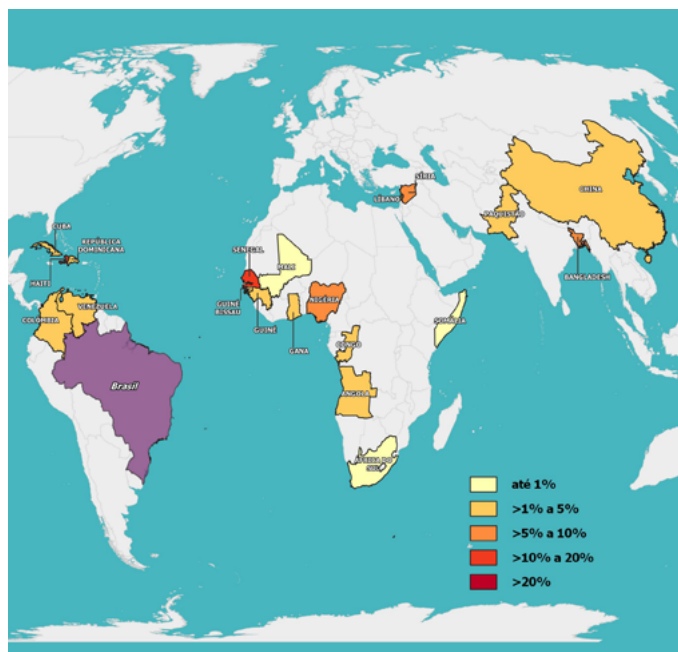 SÍRIA
LÍBANO
CHINA
PAQUISTÃO
BANGLADESH
CUBA
REPÚBLICA
DOMINICANA
HAITI
SENEGAL
MALI
NIGÉRIA
GUINÉ
BISSAU
GUINÉ
GANA
SOMÁLIA
VENEZUELA
COLOMBIA
CONGO
Brasil
ANGOLA
ÁFRICA DO
SUL
até 1%
>1% a 5%
>5% a 10%
>10% a 20%
>20%